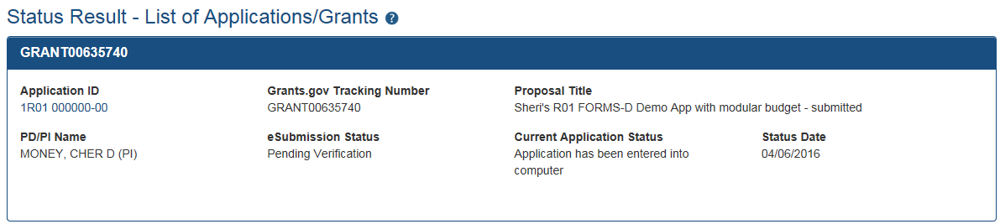 Status Result - List of Applications/Grants ?
GRANT00635740
Application ID Grants.gov Tracking Number Proposal Title
1R01 000000-00 GRANT00635740 Sheri's R01 FORMS-D Demo App with modular budget - submitted
PD/PI Name eSubmission Status Current Application Status Status Date
MONEY, CHER D (PI) Pending Verification Application has been entered into 04/06/2016
computer